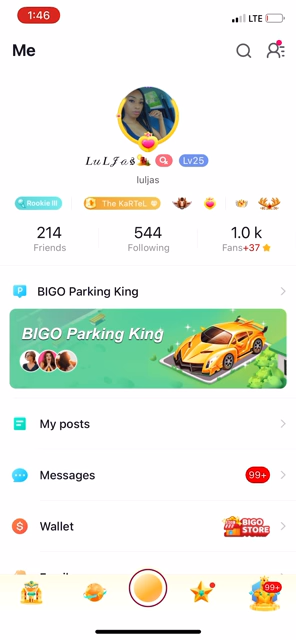 1:46
LTE
Me
LuLJas
Lv25
luljas
Rookie III
The KaRTeL
214
544
1.0 k
Friends
Following
Fans+37
BIGO Parking King
BIGO Parking King
My posts
Messages
99+
Wallet
BIGO
STORE
99+